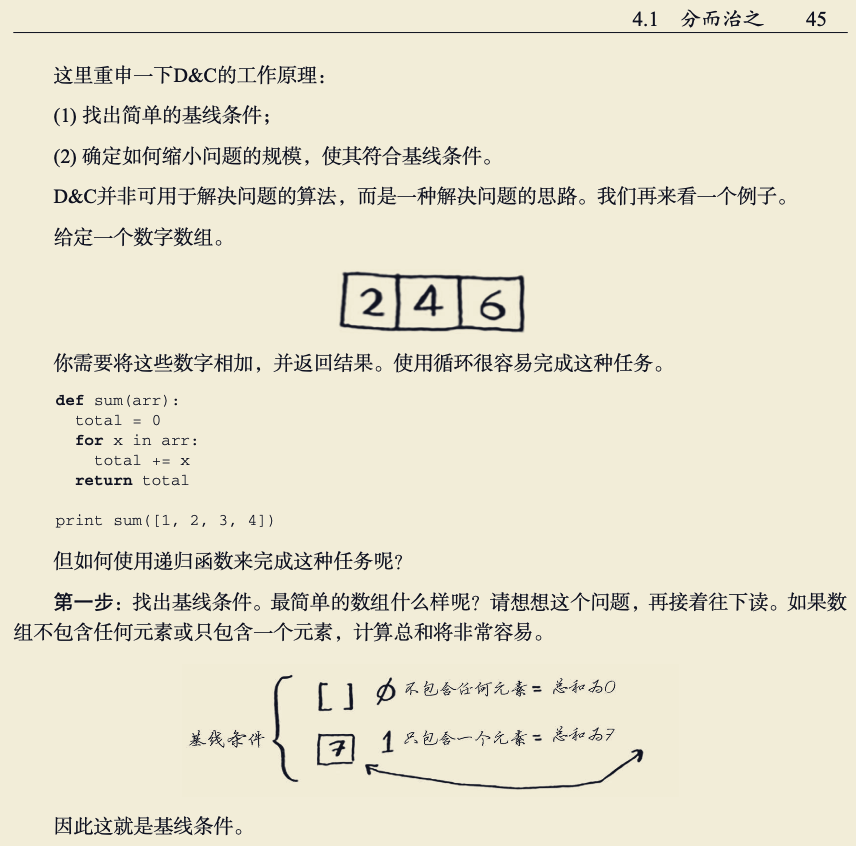 4.1 分而治之 45
这里重申一下D&C的工作原理：
(1) 找出简单的基线条件；
(2) 确定如何缩小问题的规模，使其符合基线条件。
D&C并非可用于解决问题的算法，而是一种解决问题的思路。我们再来看一个例子。
给定一个数字数组。
2 4 6
你需要将这些数字相加，并返回结果。使用循环很容易完成这种任务。
def sum(arr):
  total = 0
  for x in arr:
    total += x
  return total
print sum([1, 2, 3, 4])
但如何使用递归函数来完成这种任务呢？
第一步：找出基线条件。最简单的数组什么样呢？请想想这个问题，再接着往下读。如果数
组不包含任何元素或只包含一个元素，计算总和将非常容易。
[ ] Ø 不包含任何元素 = 总和为0
基线条件
7 1 只包含一个元素 = 总和为7
因此这就是基线条件。